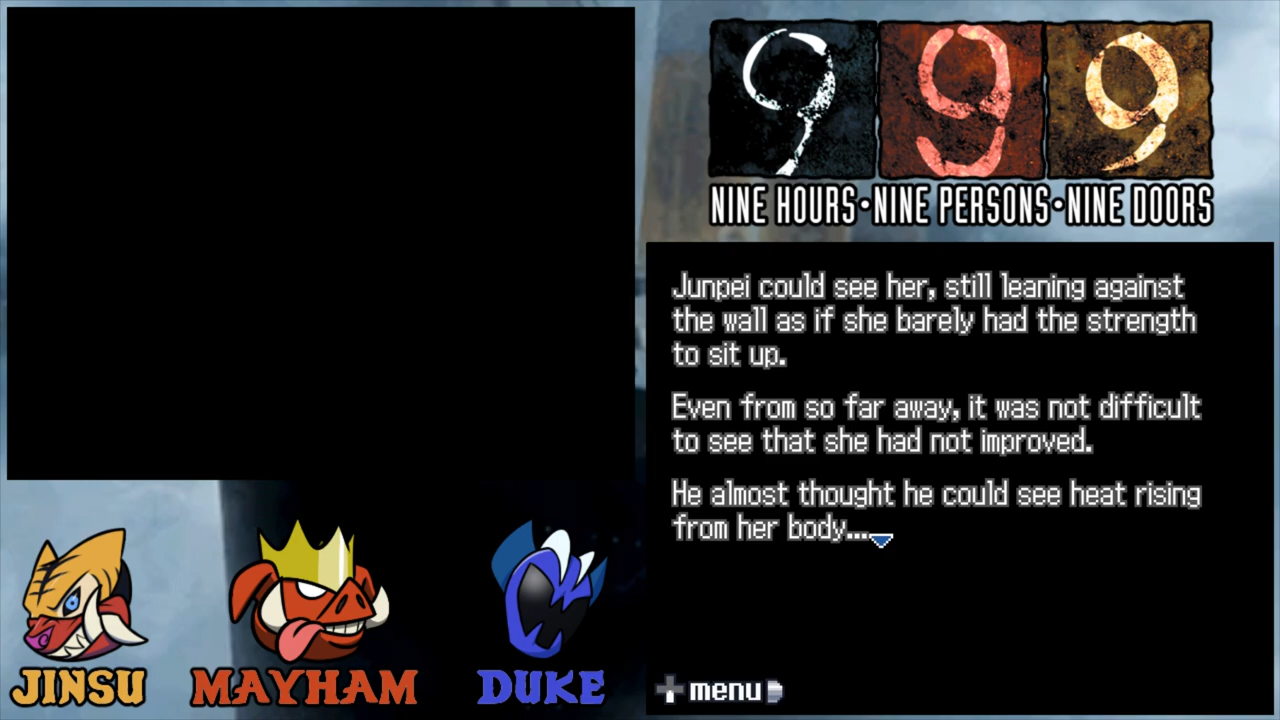 999
NINE HOURS•NINE PERSONS•NINE DOORS
Junpei could see her, still leaning against
the wall as if she barely had the strength
to sit up.
Even from so far away, it was not difficult
to see that she had not improved.
He almost thought he could see heat rising
from her body...
menu
JINSU
MAYHAM
DUKE